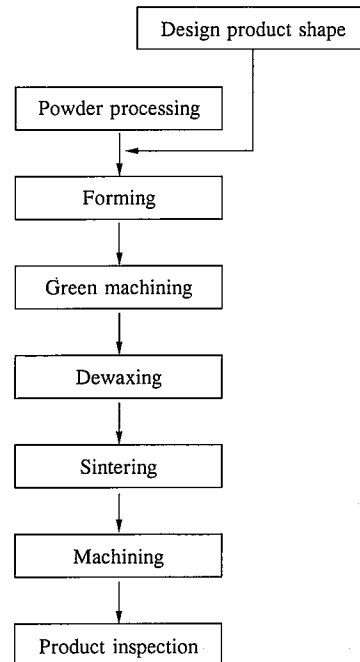 Design product shape
Powder processing
Forming
Green machining
Dewaxing
Sintering
Machining
Product inspection